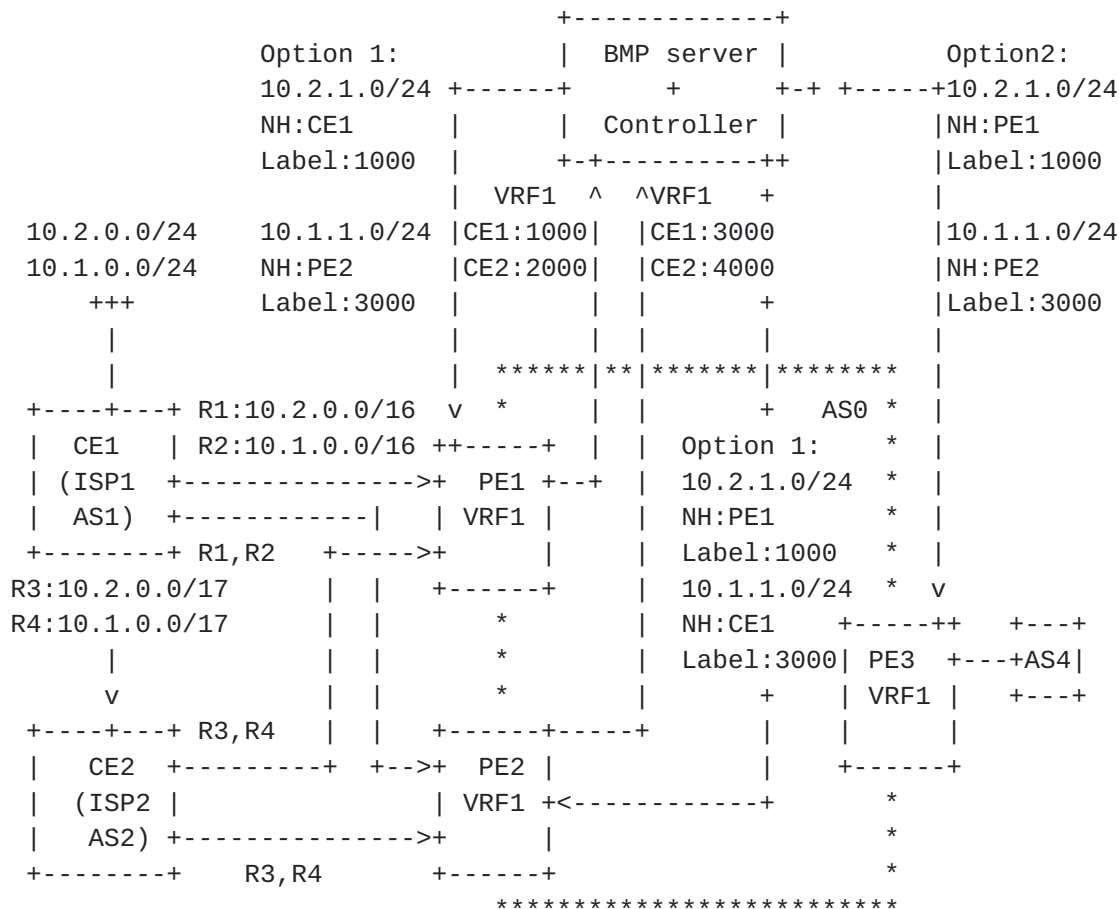 +-------------+
              Option 1:                   |  BMP server |            Option2:
              10.2.1.0/24 +------+      +      +-+ +-----+10.2.1.0/24
              NH:CE1      |      |  Controller |          |NH:PE1
              Label:1000  |      +-+----------++          |Label:1000
                          |  VRF1  ^  ^VRF1   +           |
 10.2.0.0/24  10.1.1.0/24 |CE1:1000|  |CE1:3000           |10.1.1.0/24
 10.1.0.0/24  NH:PE2      |CE2:2000|  |CE2:4000           |NH:PE2
    +++       Label:3000  |        |  |       +           |Label:3000
     |                    |        |  |       |           |
     |                    |  ******|**|*******|********   |
 +----+---+ R1:10.2.0.0/16  v  *     |  |       +   AS0 *  |
 |  CE1   | R2:10.1.0.0/16 ++-----+  |  |  Option 1:    *  |
 | (ISP1  +--------------->+  PE1 +--+  |  10.2.1.0/24  *  |
 |  AS1)  +------------|   | VRF1 |     |  NH:PE1       *  |
 +--------+ R1,R2   +----->+      |     |  Label:1000   *  |
R3:10.2.0.0/17      |  |   +------+     |  10.1.1.0/24  *  v
R4:10.1.0.0/17      |  |      *         |  NH:CE1    +-----++   +---+
     |              |  |      *         |  Label:3000| PE3  +---+AS4|
     v              |  |      *         |       +    | VRF1 |   +---+
 +----+---+ R3,R4   |  |   +------+-----+       |    |      |
 |   CE2  +---------+  +-->+  PE2 |             |    +------+
 |  (ISP2 |                | VRF1 +<------------+       *
 |   AS2) +--------------->+      |                     *
 +--------+    R3,R4       +------+                     *
                              **************************